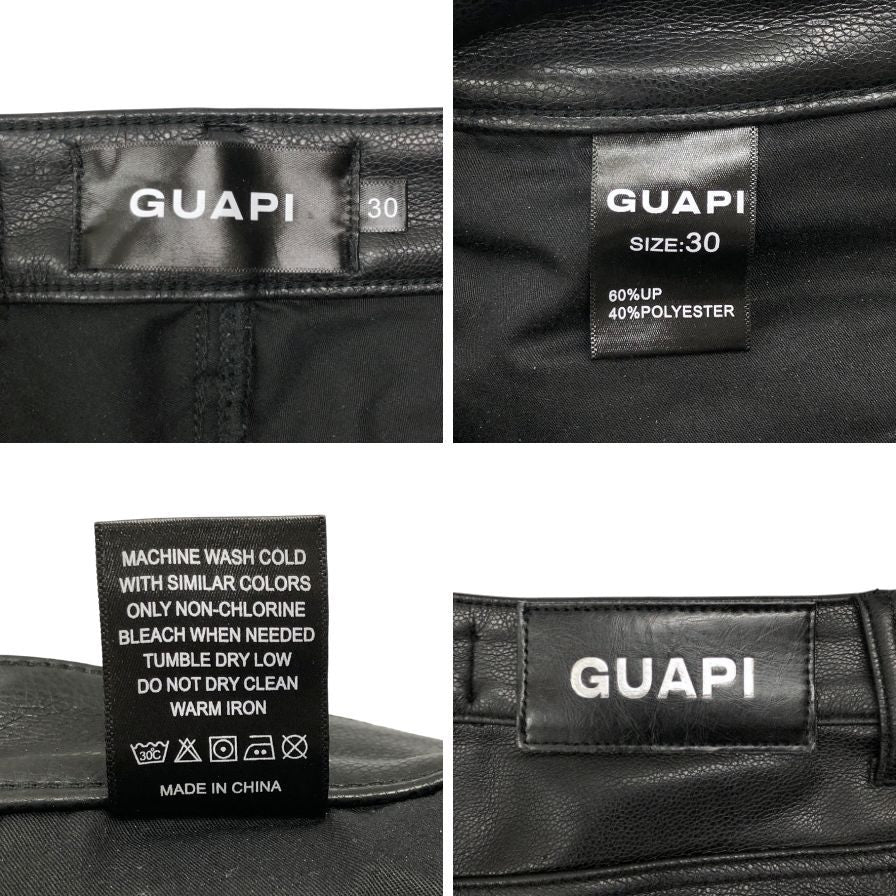 GUAPI
30
GUAPI
SIZE:30
60%UP
40%POLYESTER
MACHINE WASH COLD
WITH SIMILAR COLORS
ONLY NON-CHLORINE
BLEACH WHEN NEEDED
TUMBLE DRY LOW
DO NOT DRY CLEAN
WARM IRON
30C
MADE IN CHINA
GUAPI